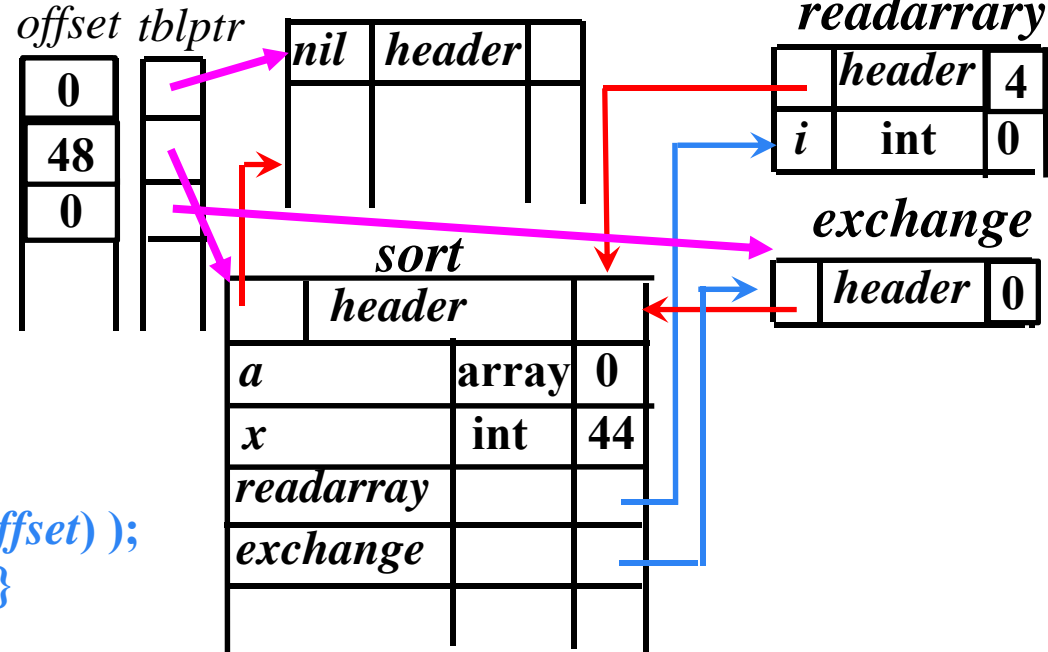 offset tblptr
0
48
0
nil header
readarrary
header 4
i int 0
exchange
header 0
sort
header
a array 0
x int 44
readarray
exchange
ffset) );
}